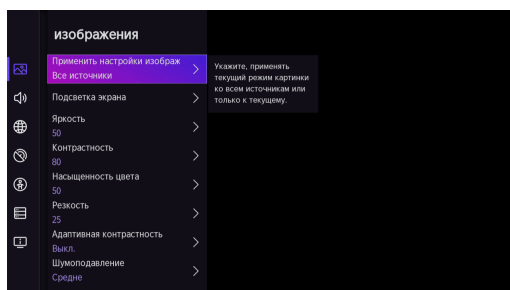 изображения
Применить настройки изображ
Все источники
Укажите, применять
текущий режим картинки
ко всем источникам или
только к текущему.
Подсветка экрана
Яркость
50
Контрастность
80
Насыщенность цвета
50
Резкость
25
Адаптивная контрастность
Выкл.
Шумоподавление
Средне